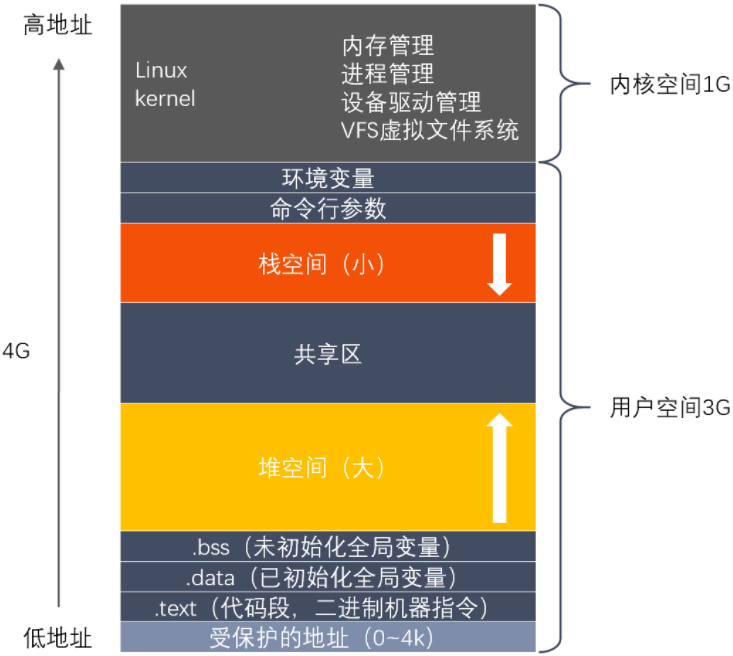 高地址
Linux
kernel
内存管理
进程管理
设备驱动管理
VFS虚拟文件系统
内核空间1G
环境变量
命令行参数
栈空间（小）
4G
共享区
用户空间3G
堆空间（大）
.bss（未初始化全局变量）
.data（已初始化全局变量）
.text（代码段，二进制机器指令）
低地址
受保护的地址（0~4k）